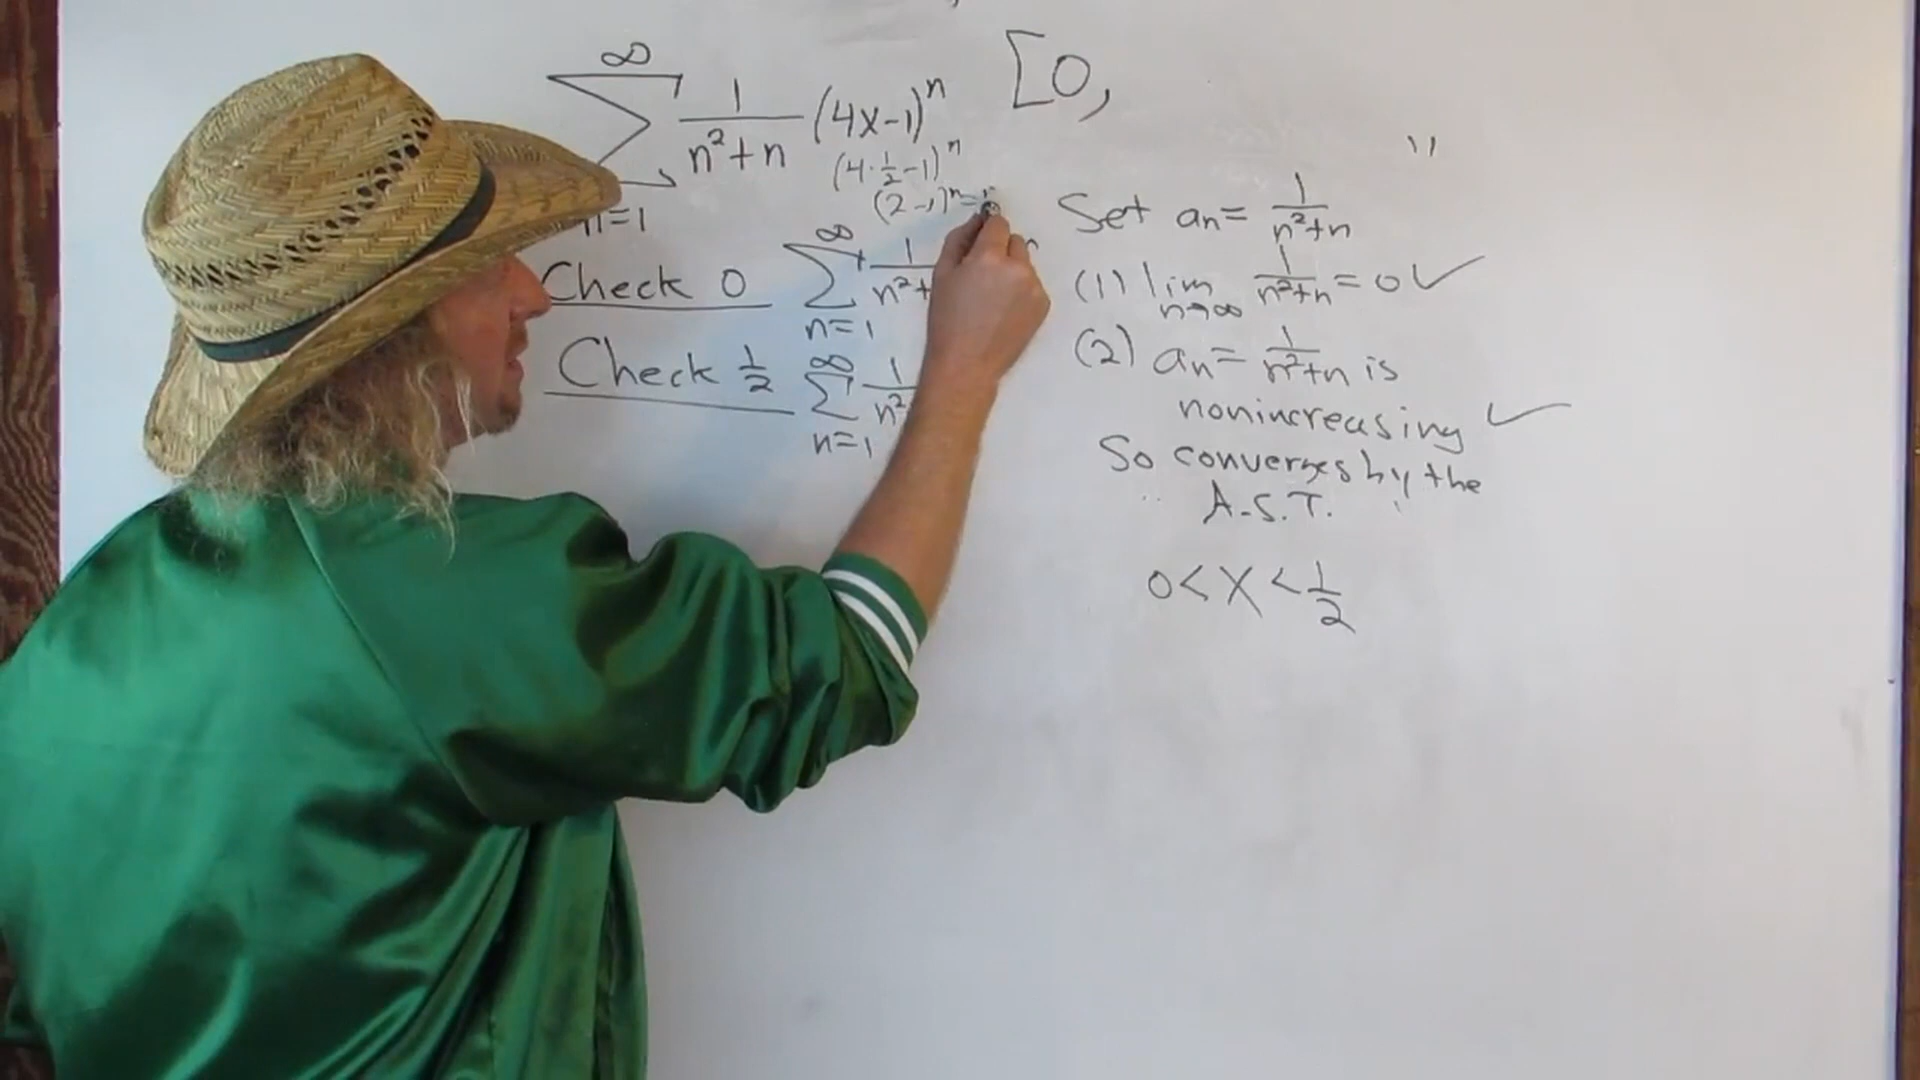 ∞
∑ 1/(n²+n) (4x-1)ⁿ
n=1
[0,
(4·1/2-1)ⁿ
(2-1)ⁿ=
Check 0 ∞ ∑ n=1 1/n²+ n
Check 1/2 ∞ ∑ n=1 1/n²
Set an= 1/(n²+n)
(1) lim n→∞ 1/(n²+n) = 0 ✓
(2) an= 1/(n²+n) is
nonincreasing ✓
So converges by the
A.S.T.
0<x<1/2